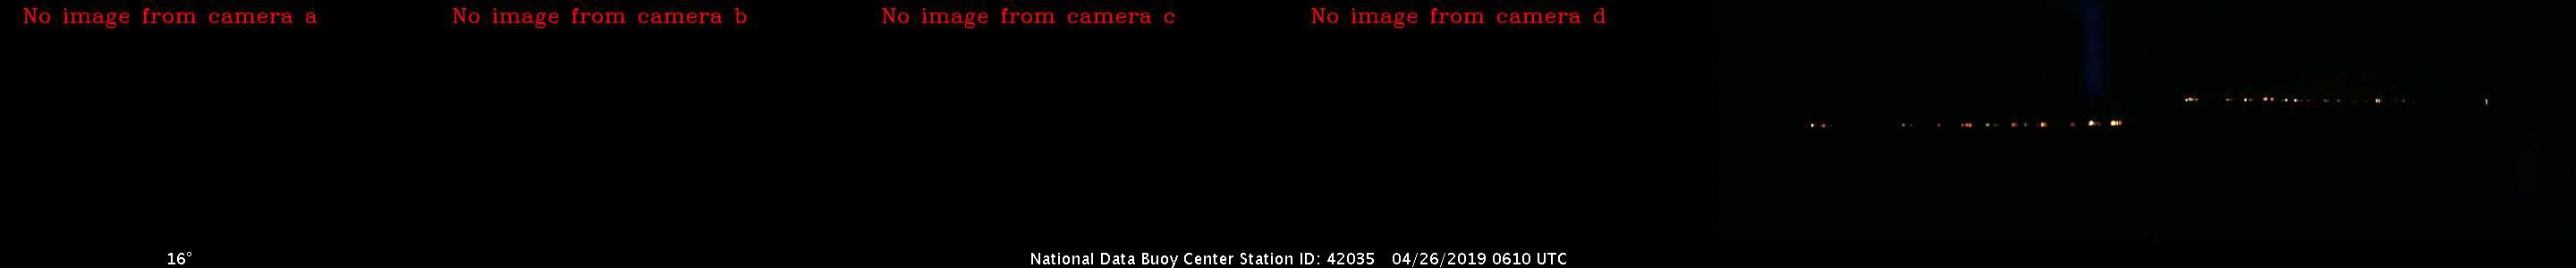 No image from camera a
No image from camera b
No image from camera c
No image from camera d
16°
National Data Buoy Center Station ID: 42035 04/26/2019 0610 UTC